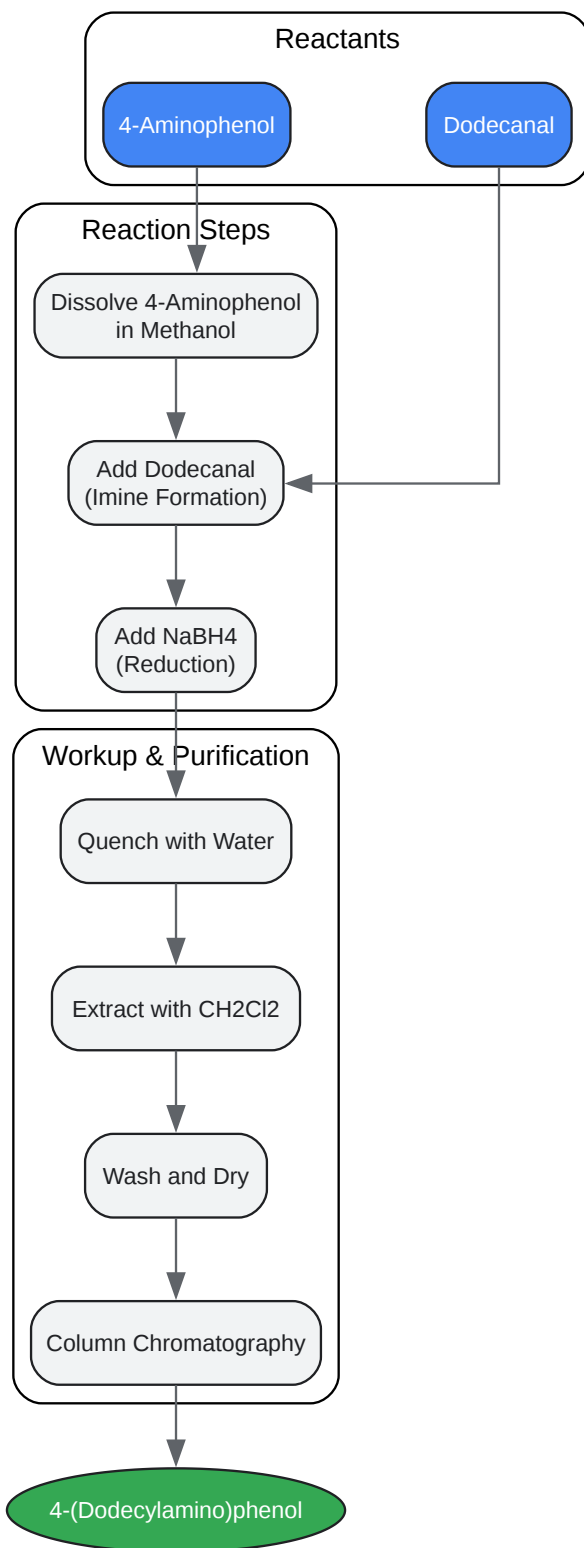 Reactants
4-Aminophenol
Dodecanal
Reaction Steps
Dissolve 4-Aminophenol
in Methanol
Add Dodecanal
(Imine Formation)
Add NaBH4
(Reduction)
Workup & Purification
Quench with Water
Extract with CH2Cl2
Wash and Dry
Column Chromatography
4-(Dodecylamino)phenol